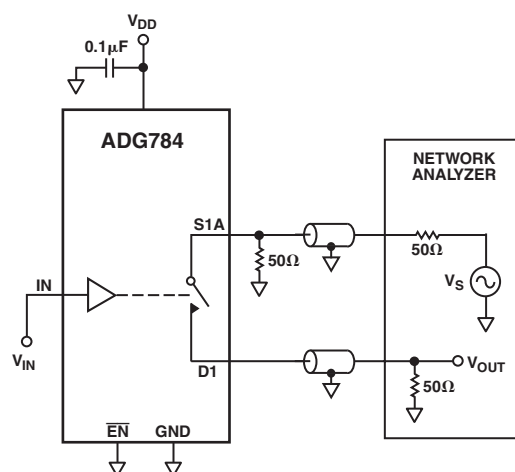 VDD
0.1µF
ADG784
NETWORK
ANALYZER
S1A
50Ω
50Ω
IN
VS
VIN
D1
VOUT
50Ω
EN
GND